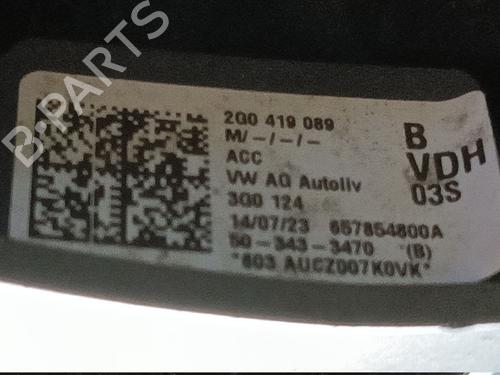 B-PARTS
2G0 419 089 B
M/-/-/- VDH
ACC 03S
VW AG Autoliv
3G0 124
14/07/23 657854800A
50-343-3470 (B)
*603 AUCZ007K0VK*